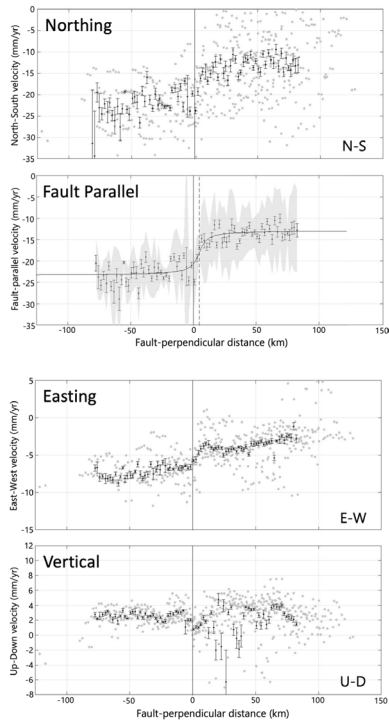 Northing
North-South velocity (mm/yr)
0
-5
-10
-15
-20
-25
-30
-35
N-S
Fault Parallel
Fault-parallel velocity (mm/yr)
0
-5
-10
-15
-20
-25
-30
-35
-100 -50 0 50 100 150
Fault-perpendicular distance (km)
Easting
East-West velocity (mm/yr)
5
0
-5
-10
-15
E-W
Vertical
Up-Down velocity (mm/yr)
12
10
8
6
4
2
0
-2
-4
-6
-8
U-D
-100 -50 0 50 100 150
Fault-perpendicular distance (km)